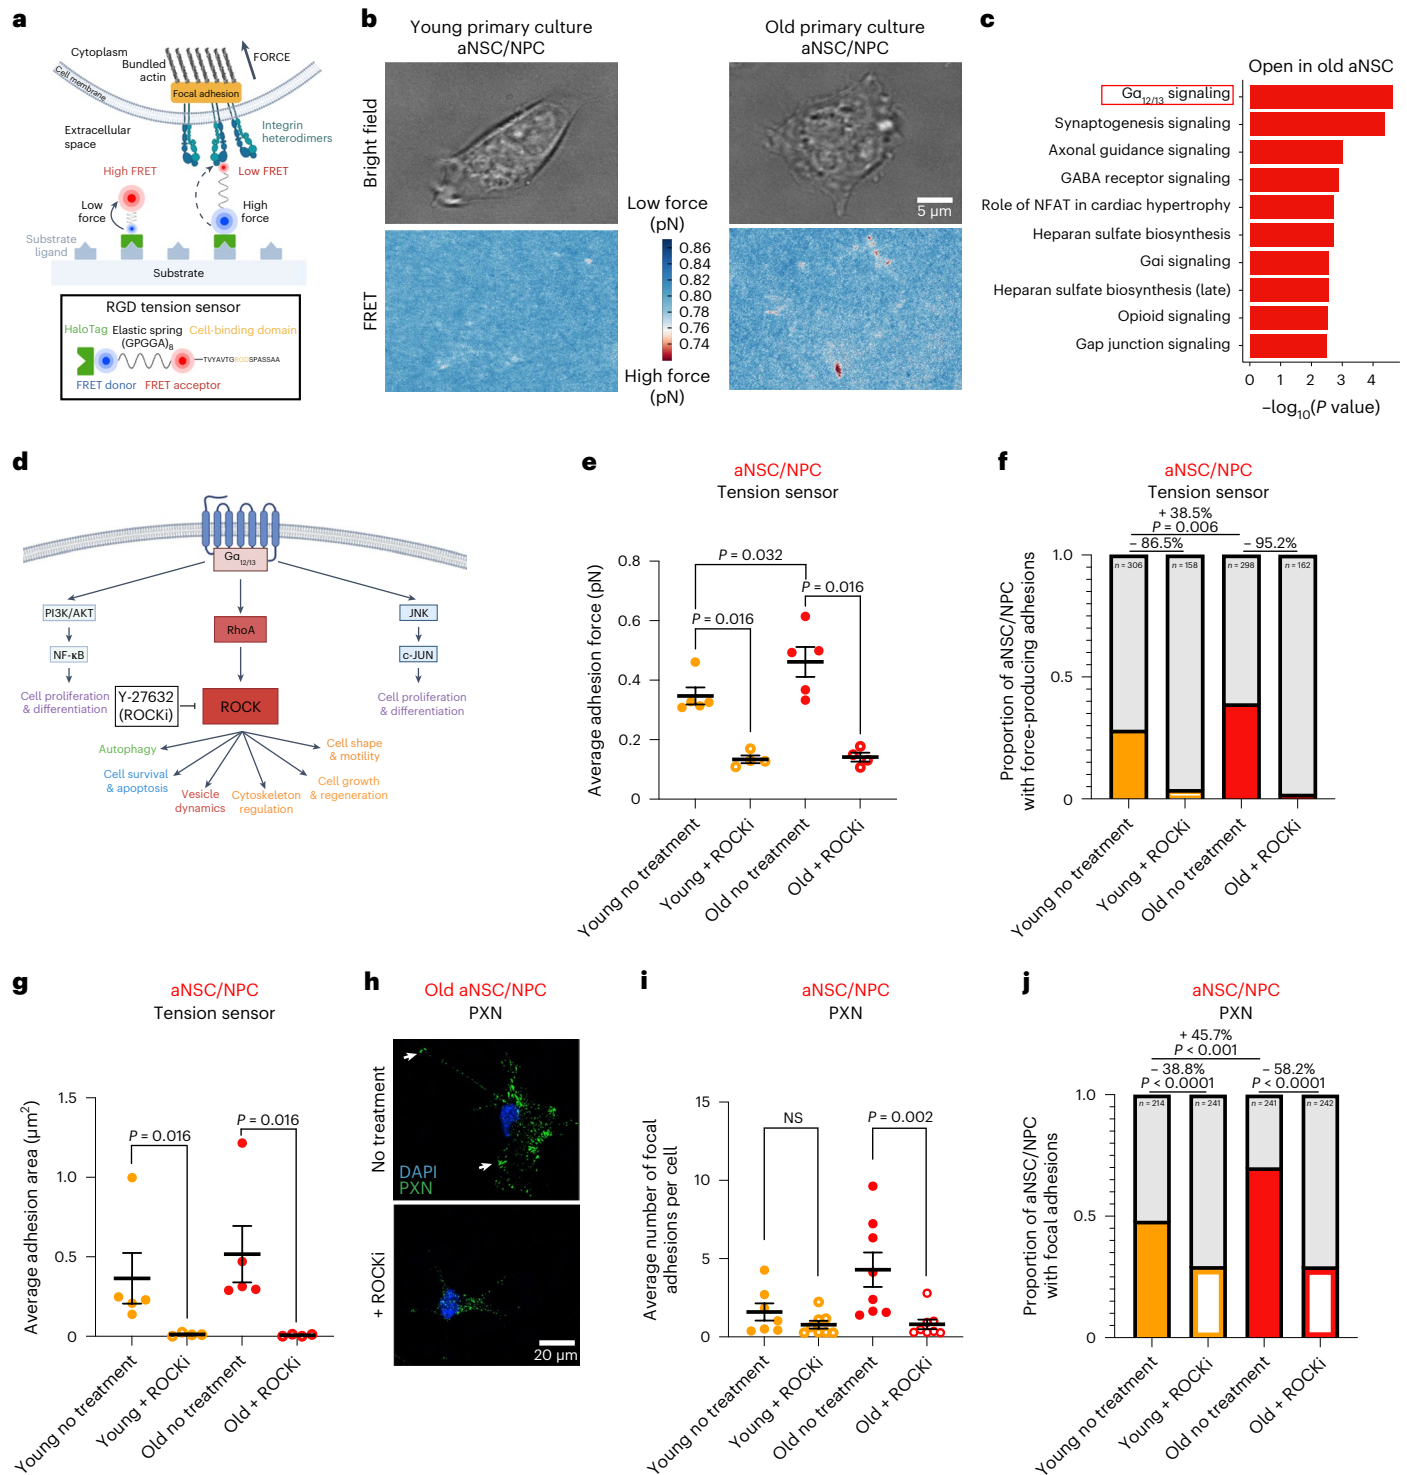 a
Cytoplasm
Bundled
actin
FORCE
Cell membrane
Focal adhesion
Extracellular
space
Integrin
heterodimers
High FRET
Low FRET
Low
force
High
force
Substrate
ligand
Substrate
RGD tension sensor
HaloTag Elastic spring Cell-binding domain
(GPGGA)8
TVYAVTGRGDSPASSAA
FRET donor FRET acceptor
b
Young primary culture
aNSC/NPC
Old primary culture
aNSC/NPC
Bright field
5 µm
FRET
Low force
(pN)
0.86
0.84
0.82
0.80
0.78
0.76
0.74
High force
(pN)
c
Open in old aNSC
Gα12/13 signaling
Synaptogenesis signaling
Axonal guidance signaling
GABA receptor signaling
Role of NFAT in cardiac hypertrophy
Heparan sulfate biosynthesis
Gαi signaling
Heparan sulfate biosynthesis (late)
Opioid signaling
Gap junction signaling
0 1 2 3 4
–log10(P value)
d
Gα12/13
PI3K/AKT
RhoA
JNK
NF-κB
c-JUN
Cell proliferation
& differentiation
Y-27632
(ROCKi)
ROCK
Cell proliferation
& differentiation
Autophagy
Cell survival
& apoptosis
Vesicle
dynamics
Cytoskeleton
regulation
Cell growth
& regeneration
Cell shape
& motility
e
aNSC/NPC
Tension sensor
Average adhesion force (pN)
0.8
0.6
0.4
0.2
0
P = 0.032
P = 0.016
P = 0.016
Young no treatment
Young + ROCKi
Old no treatment
Old + ROCKi
f
aNSC/NPC
Tension sensor
+ 38.5%
P = 0.006
– 86.5%
– 95.2%
Proportion of aNSC/NPC
with force-producing adhesions
1.0
0.5
0
n = 306
n = 158
n = 298
n = 162
Young no treatment
Young + ROCKi
Old no treatment
Old + ROCKi
g
aNSC/NPC
Tension sensor
Average adhesion area (µm2)
1.5
1.0
0.5
0
P = 0.016
P = 0.016
Young no treatment
Young + ROCKi
Old no treatment
Old + ROCKi
h
Old aNSC/NPC
PXN
No treatment
DAPI
PXN
+ ROCKi
20 µm
i
aNSC/NPC
PXN
Average number of focal
adhesions per cell
15
10
5
0
NS
P = 0.002
Young no treatment
Young + ROCKi
Old no treatment
Old + ROCKi
j
aNSC/NPC
PXN
+ 45.7%
P < 0.001
– 38.8%
P < 0.0001
– 58.2%
P < 0.0001
Proportion of aNSC/NPC
with focal adhesions
1.0
0.5
0
n = 214
n = 241
n = 241
n = 242
Young no treatment
Young + ROCKi
Old no treatment
Old + ROCKi